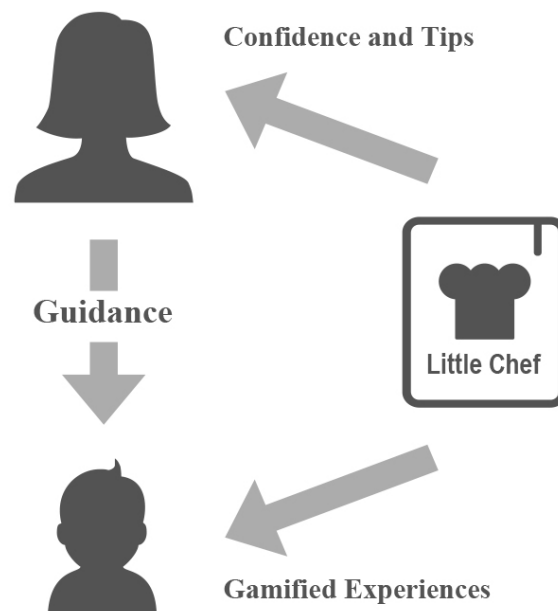 Confidence and Tips
Guidance
Little Chef
Gamified Experiences